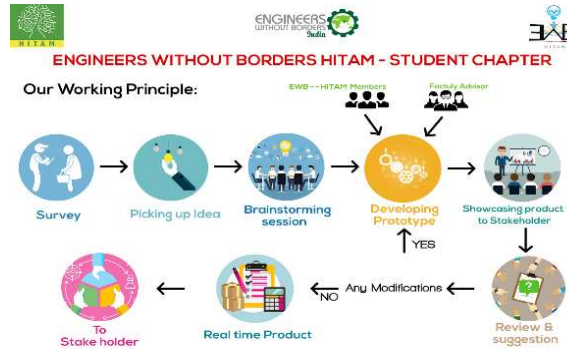 HITAM
ENGINEERS
WITHOUT BORDERS
India
HITAM
ENGINEERS WITHOUT BORDERS HITAM - STUDENT CHAPTER
Our Working Principle:
EWB -- HITAM Members
Factuly Advisor
Survey
Picking up Idea
Brainstorming
session
Developing
Prototype
Showcasing product
to Stakeholder
YES
Any Modifications
NO
To
Stake holder
Real time Product
?
Review &
suggestion